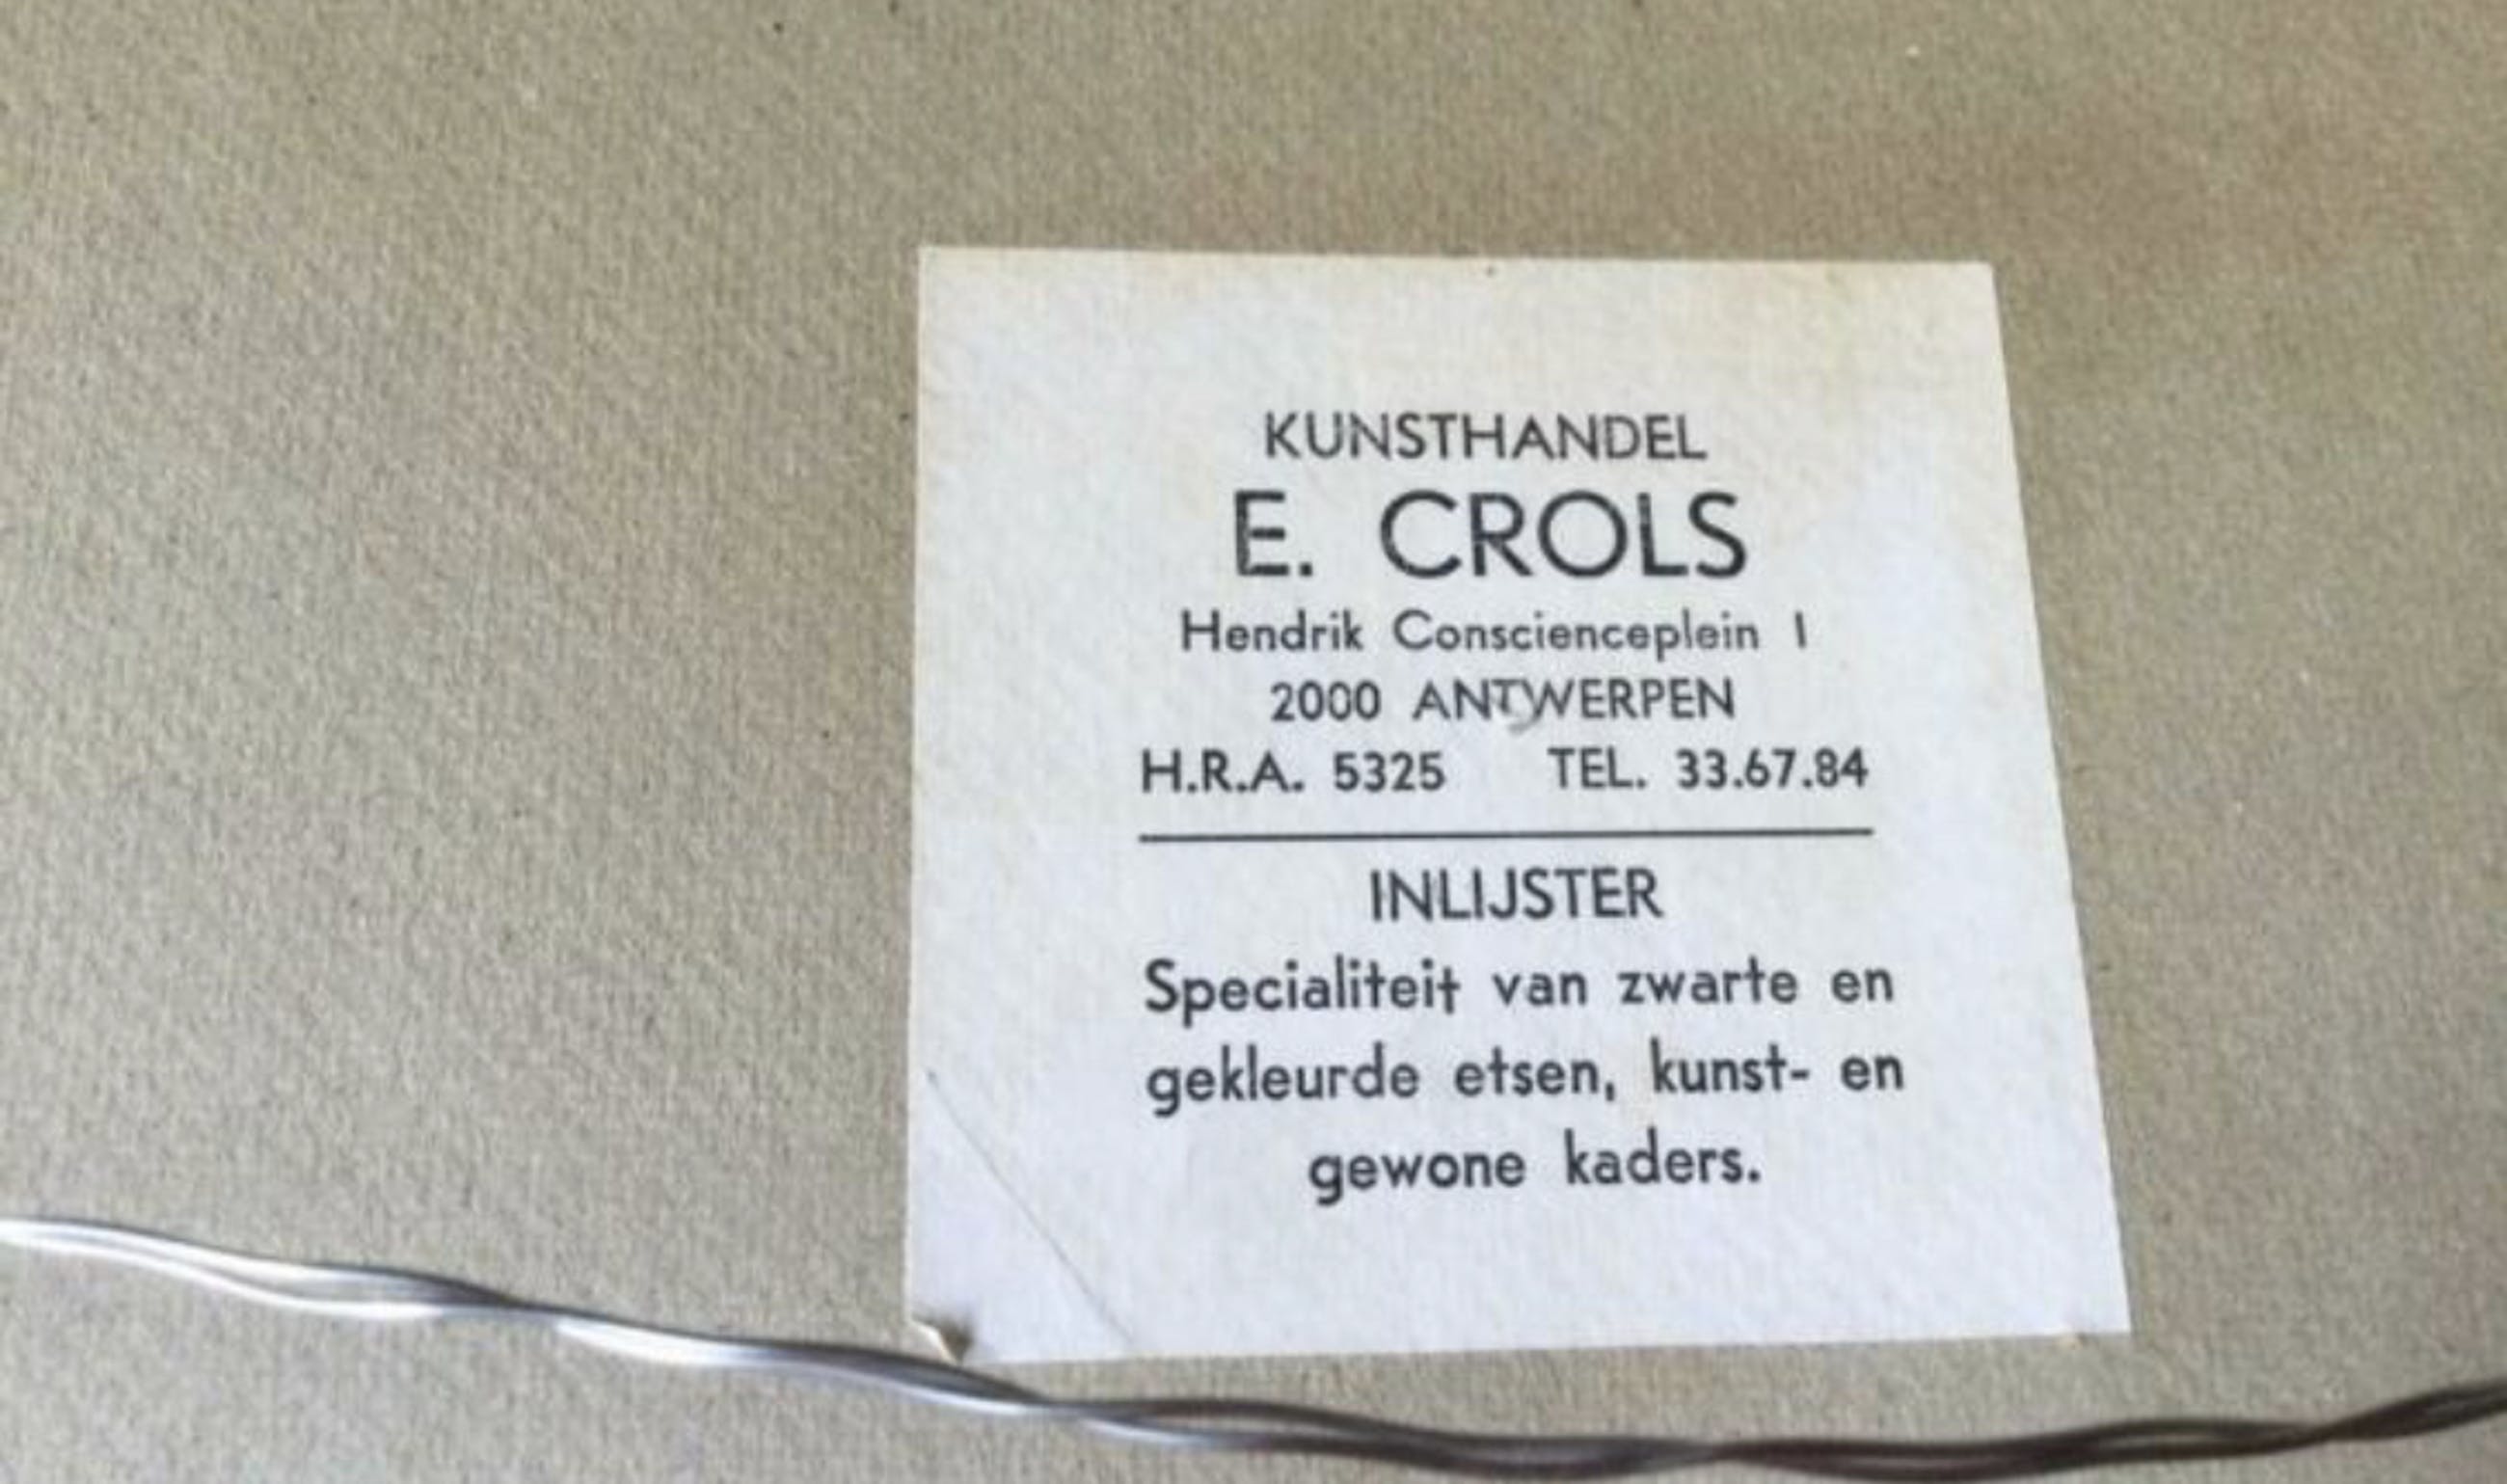 KUNSTHANDEL
E. CROLS
Hendrik Conscienceplein 1
2000 ANTWERPEN
H.R.A. 5325 TEL. 33.67.84
INLIJSTER
Specialiteit van zwarte en
gekleurde etsen, kunst- en
gewone kaders.